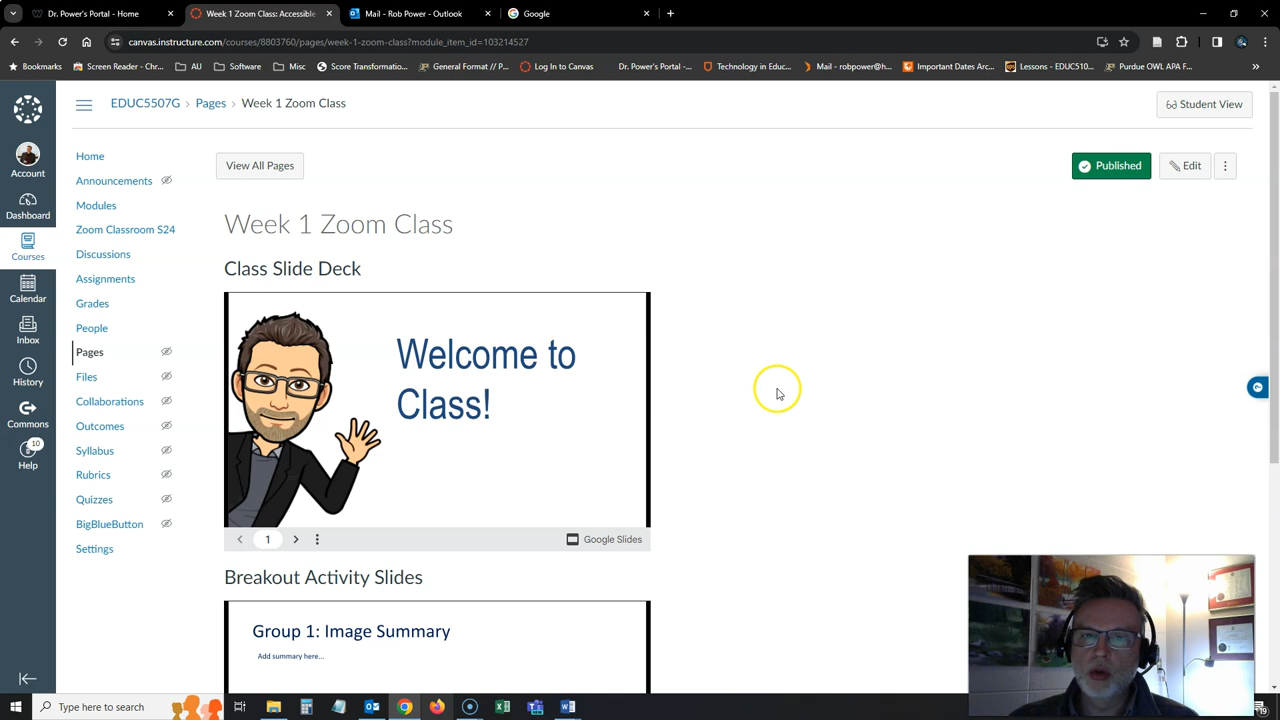 Dr. Power's Portal - Home
Week 1 Zoom Class: Accessible
Mail - Rob Power - Outlook
Google
canvas.instructure.com/courses/8803760/pages/week-1-zoom-class?module_item_id=103214527
Bookmarks
Screen Recorder - C...
AU
Software
Misc
Score Transformatio...
General Format // P...
Log In to Canvas
Dr. Power's Portal -...
Technology in Educ...
Mail - robpower@u...
Important Dates Arc...
Lessons - EDUC510...
Purdue OWL APA F...
EDUC5507G › Pages › Week 1 Zoom Class
Student View
Account
Dashboard
Courses
Calendar
Inbox
History
Commons
10
Help
Home
Announcements
Modules
Zoom Classroom S24
Discussions
Assignments
Grades
People
Pages
Files
Collaborations
Outcomes
Syllabus
Rubrics
Quizzes
BigBlueButton
Settings
View All Pages
Published
Edit
Week 1 Zoom Class
Class Slide Deck
Welcome to
Class!
1
Google Slides
Breakout Activity Slides
Group 1: Image Summary
Add summary here...
Type here to search
19